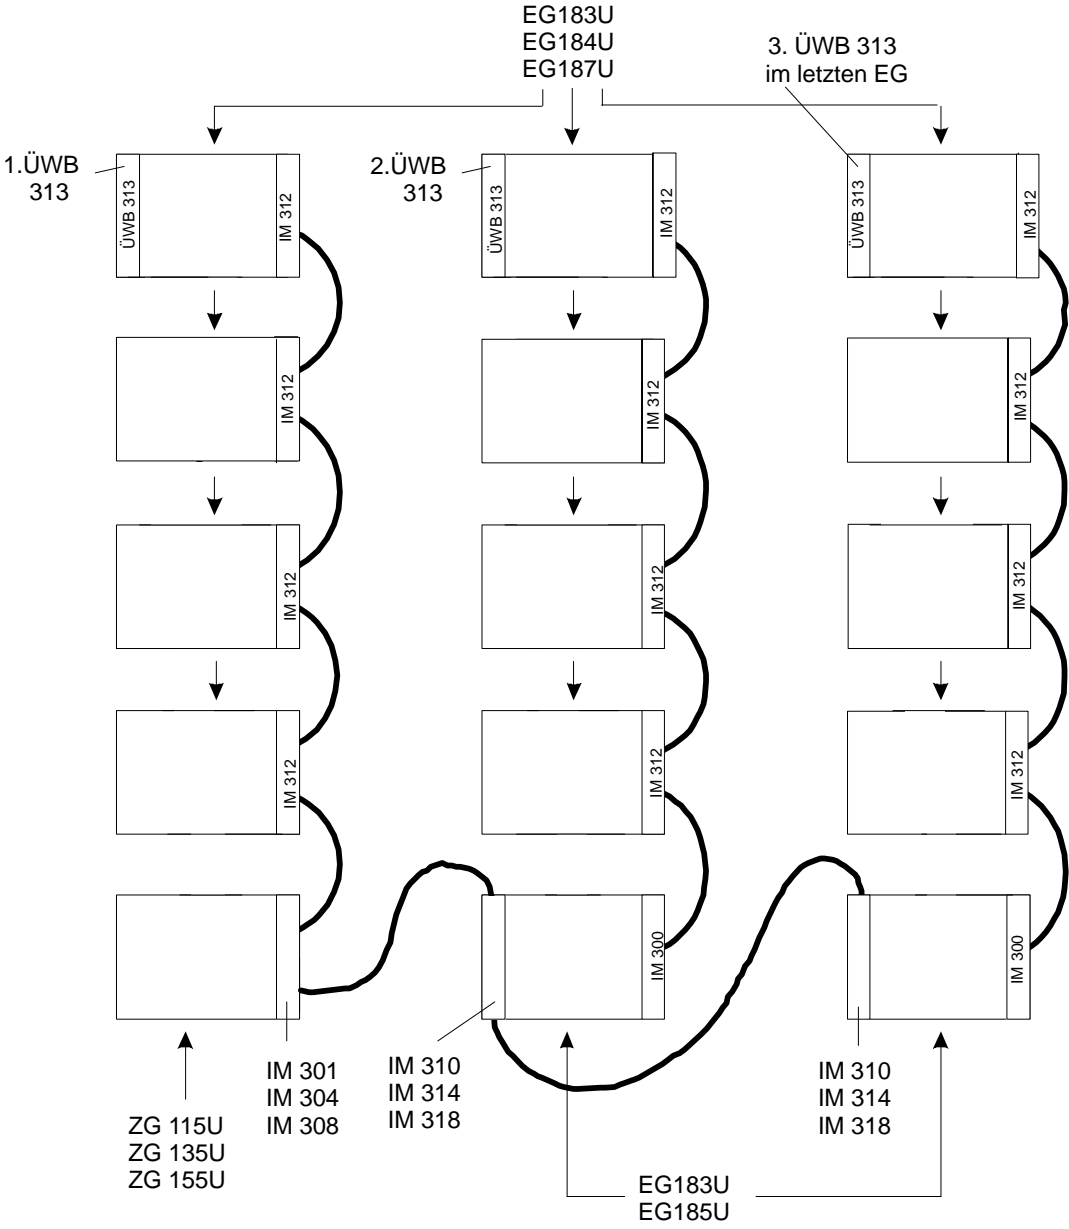 EG183U
EG184U
EG187U
3. ÜWB 313
im letzten EG
1.ÜWB
313
2.ÜWB
313
ÜWB 313
IM 312
ÜWB 313
IM 312
ÜWB 313
IM 312
IM 312
IM 312
IM 312
IM 312
IM 312
IM 312
IM 312
IM 312
IM 312
IM 300
IM 300
IM 301
IM 304
IM 308
IM 310
IM 314
IM 318
IM 310
IM 314
IM 318
ZG 115U
ZG 135U
ZG 155U
EG183U
EG185U